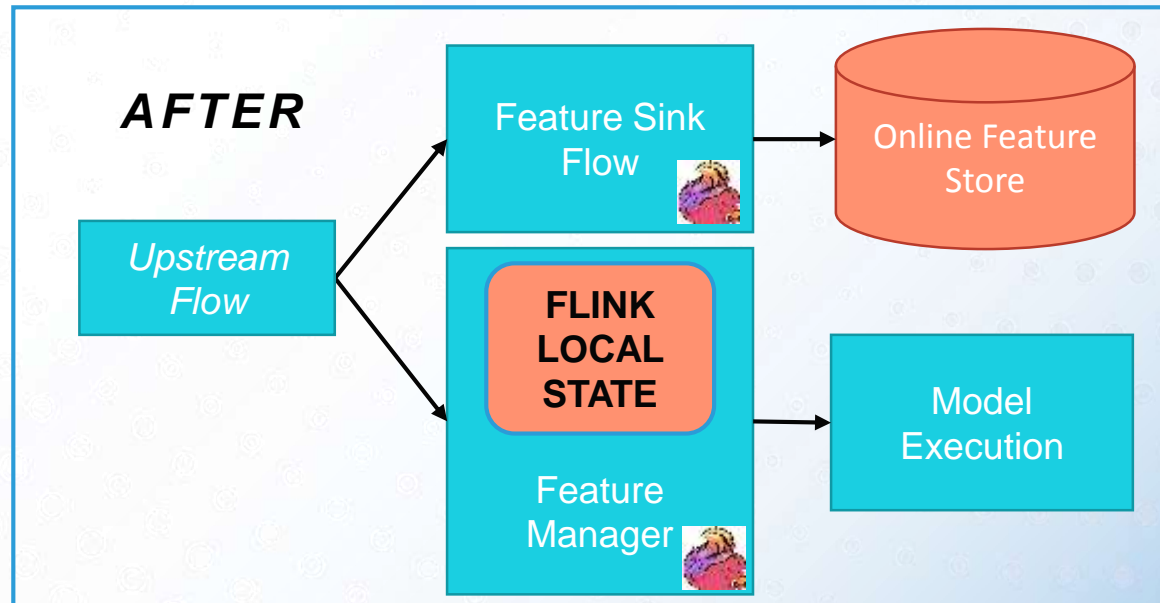 AFTER
Upstream
Flow
Feature Sink
Flow
Online Feature
Store
FLINK
LOCAL
STATE
Feature
Manager
Model
Execution